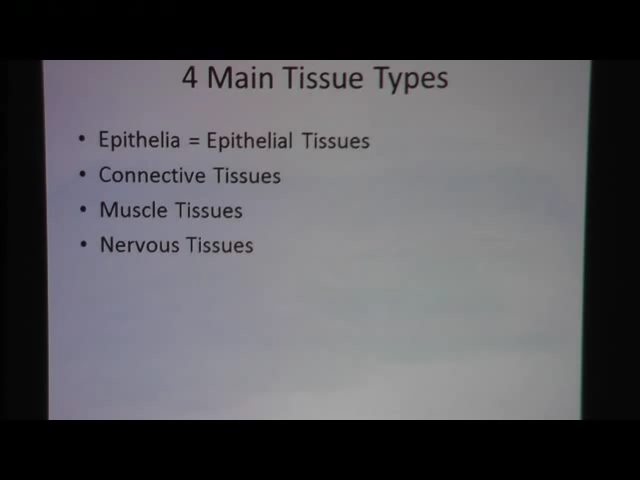 4 Main Tissue Types
• Epithelia = Epithelial Tissues
• Connective Tissues
• Muscle Tissues
• Nervous Tissues